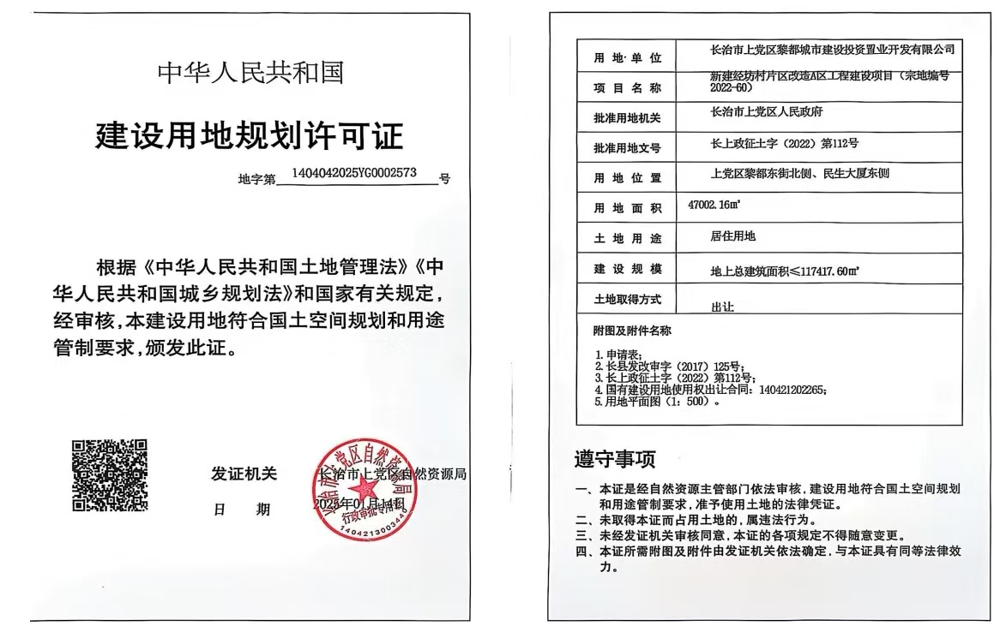 中华人民共和国
建设用地规划许可证
地字第 1404042025YG0002573 号
根据《中华人民共和国土地管理法》《中
华人民共和国城乡规划法》和国家有关规定,
经审核,本建设用地符合国土空间规划和用途
管制要求,颁发此证。
发证机关 长治市上党区自然资源局
日 期 2025年01月14日
长治市上党区自然资源局
行政审批专用章
1404213003440
用地单位 长治市上党区黎都城市建设投资置业开发有限公司
项目名称 新建经坊村片区改造A区工程建设项目(宗地编号
2022-60)
批准用地机关 长治市上党区人民政府
批准用地文号 长上政征土字(2022)第112号
用地位置 上党区黎都东街北侧、民生大厦东侧
用地面积 47002.16㎡
土地用途 居住用地
建设规模 地上总建筑面积≤117417.60㎡
土地取得方式 出让
附图及附件名称
1.申请表;
2.长县发改审字(2017)125号;
3.长上政征土字(2022)第112号;
4.国有建设用地使用权出让合同:140421202265;
5.用地平面图(1:500)。
遵守事项
一、本证是经自然资源主管部门依法审核,建设用地符合国土空间规划
和用途管制要求,准予使用土地的法律凭证。
二、未取得本证而占用土地的,属违法行为。
三、未经发证机关审核同意,本证的各项规定不得随意变更。
四、本证所需附图及附件由发证机关依法确定,与本证具有同等法律效
力。